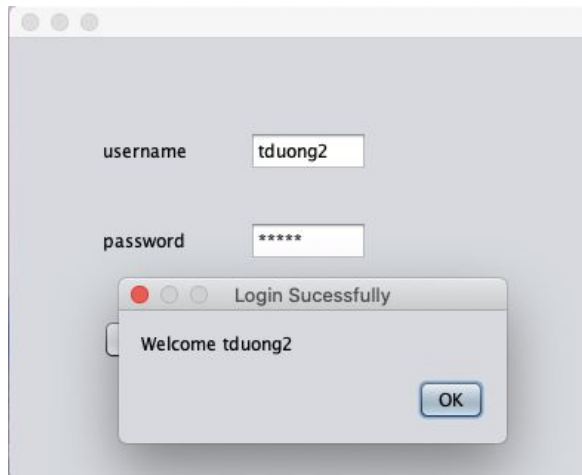 username tduong2
password *****
Login Sucessfully
Welcome tduong2
OK